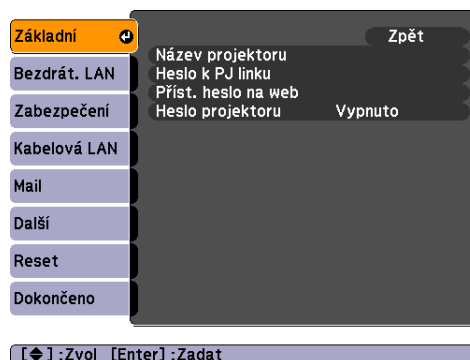 Základní
Zpět
Název projektoru
Bezdrát. LAN
Heslo k PJ linku
Příst. heslo na web
Zabezpečení
Heslo projektoru Vypnuto
Kabelová LAN
Mail
Další
Reset
Dokončeno
[ ] :Zvol [Enter] :Zadat